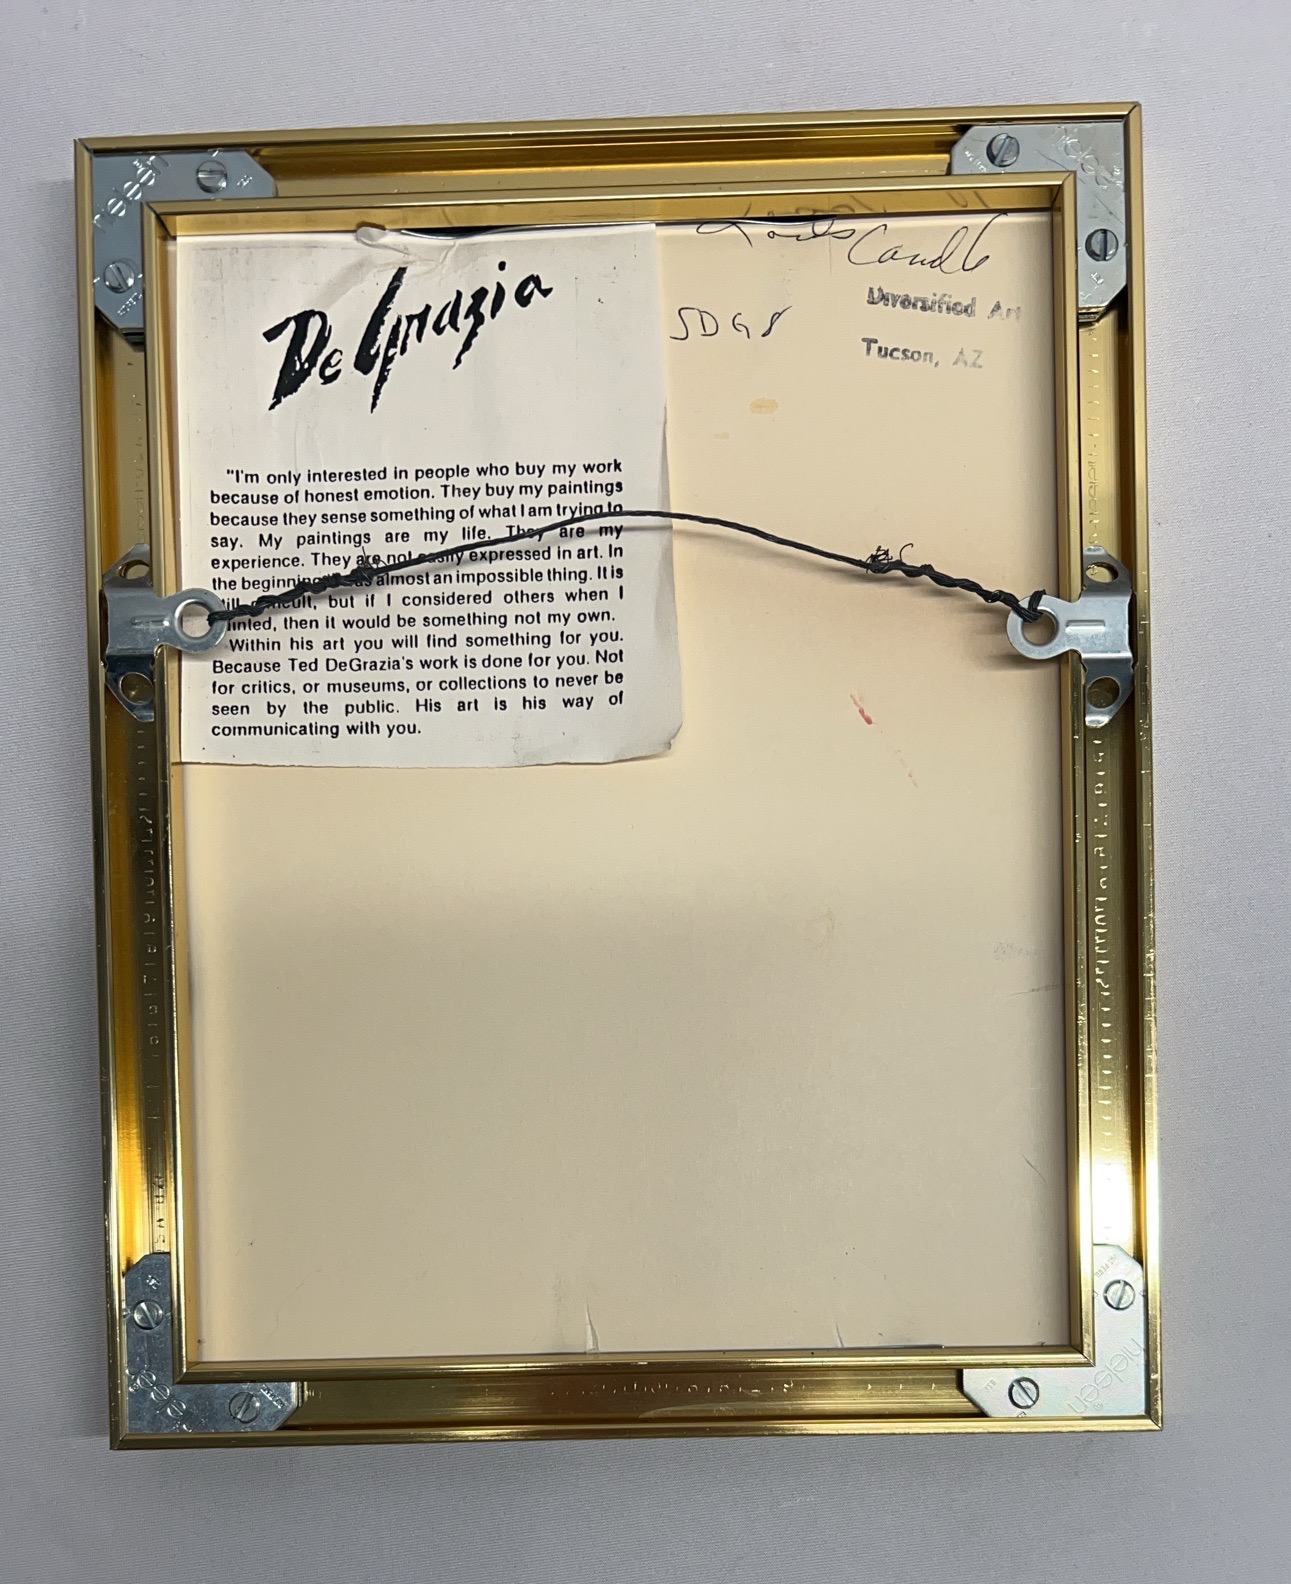 nielsen
De Grazia
"I'm only interested in people who buy my work
because of honest emotion. They buy my paintings
because they sense something of what I am trying to
say. My paintings are my life. They are my
experience. They are not easily expressed in art. In
the beginning was almost an impossible thing. It is
still difficult, but if I considered others when I
painted, then it would be something not my own.
Within his art you will find something for you.
Because Ted DeGrazia's work is done for you. Not
for critics, or museums, or collections to never be
seen by the public. His art is his way of
communicating with you.
SDG8
Diversified Art
Tucson, AZ
nielsen